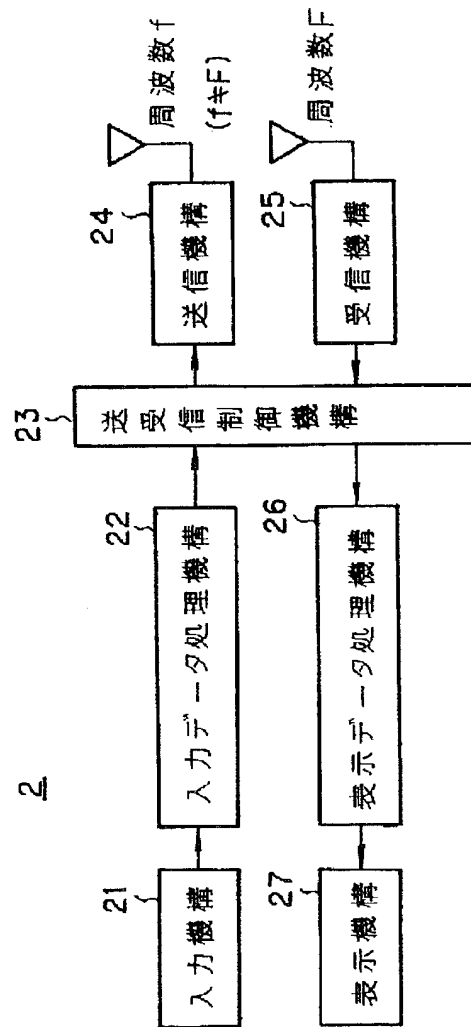 2
21
入力機構
22
入力データ処理機構
23
送受信制御機構
24
送信機構
周波数f
(f≠F)
25
受信機構
周波数F
26
表示データ処理機構
27
表示機構